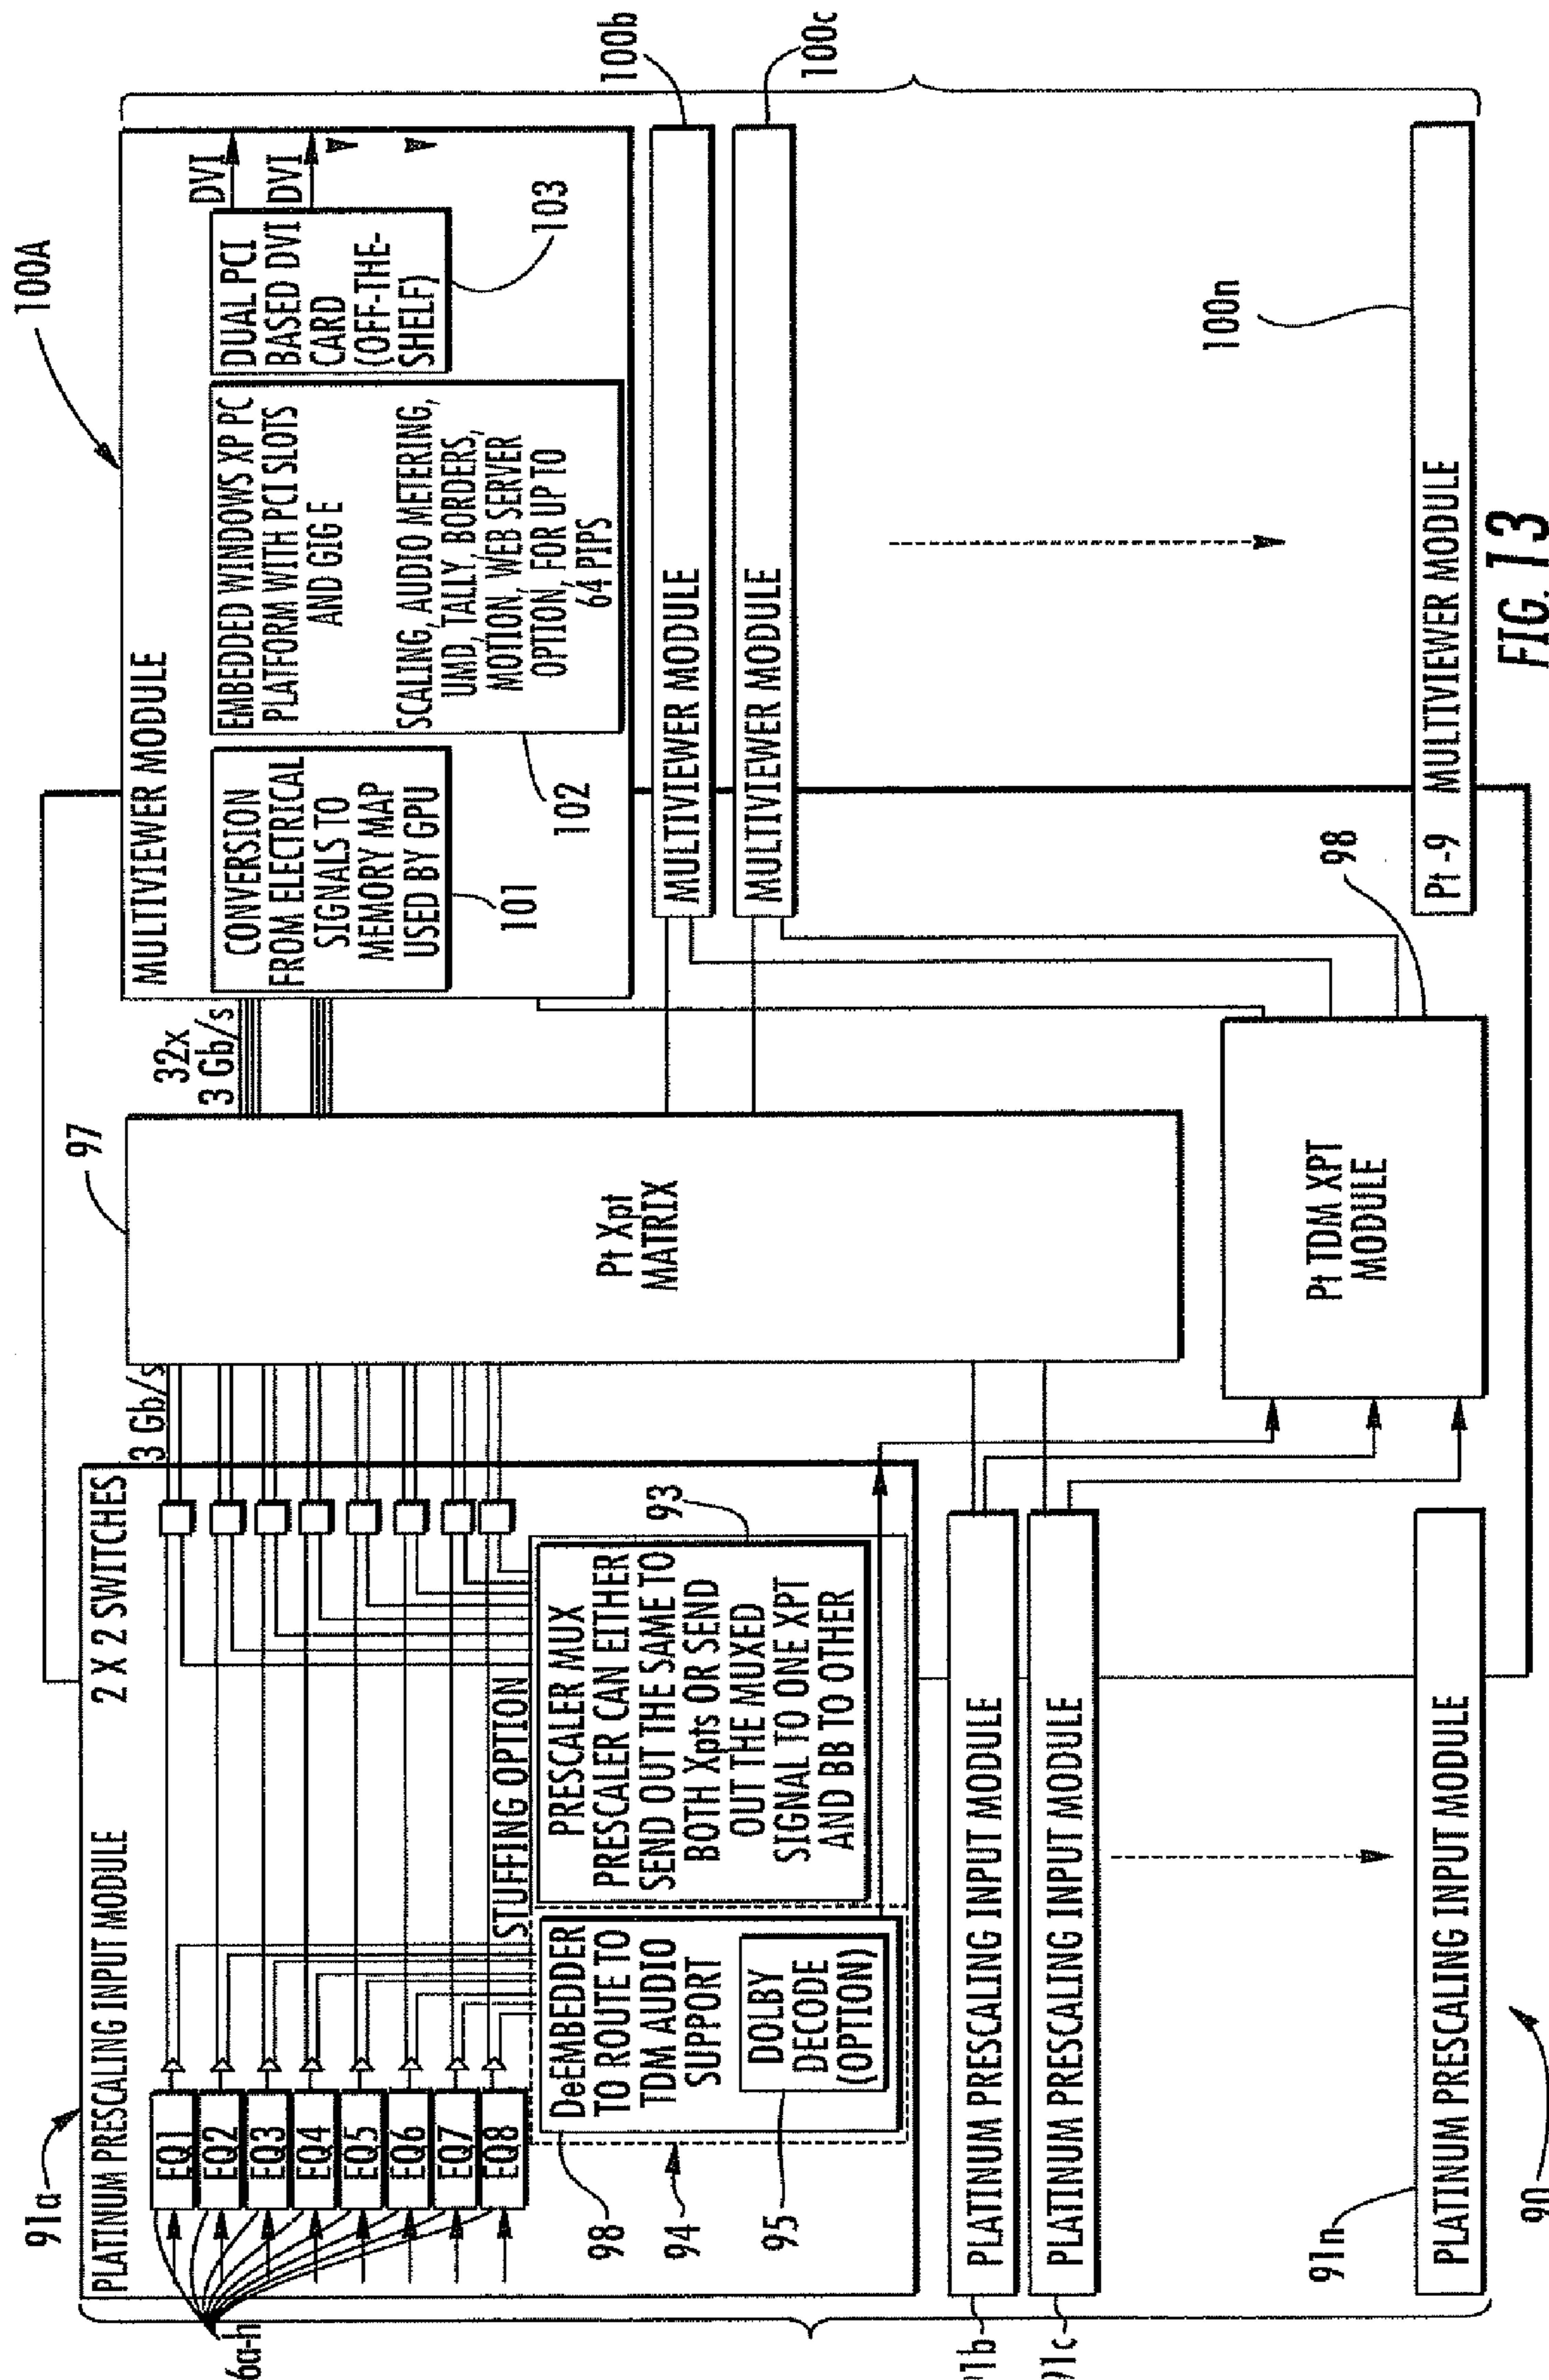 91a
PLATINUM PRESCALING INPUT MODULE
2 X 2 SWITCHES
3 Gb/s
EQ1
EQ2
EQ3
EQ4
EQ5
EQ6
EQ7
EQ8
6a-h
STUFFING OPTION
98
DeEMBEDDER
TO ROUTE TO
TDM AUDIO
SUPPORT
94
95
DOLBY
DECODE
(OPTION)
93
PRESCALER MUX
PRESCALER CAN EITHER
SEND OUT THE SAME TO
BOTH Xpts OR SEND
OUT THE MUXED
SIGNAL TO ONE XPT
AND BB TO OTHER
91b
PLATINUM PRESCALING INPUT MODULE
91c
PLATINUM PRESCALING INPUT MODULE
91n
PLATINUM PRESCALING INPUT MODULE
90
97
Pt Xpt
MATRIX
32x
3 Gb/s
Pt TDM XPT
MODULE
98
100A
MULTIVIEWER MODULE
CONVERSION
FROM ELECTRICAL
SIGNALS TO
MEMORY MAP
USED BY GPU
101
EMBEDDED WINDOWS XP PC
PLATFORM WITH PCI SLOTS
AND GIG E
SCALING, AUDIO METERING,
UMD, TALLY, BORDERS,
MOTION, WEB SERVER
OPTION, FOR UP TO
64 PIPS
102
DUAL PCI
BASED DVI
CARD
(OFF-THE-
SHELF)
103
DVI
DVI
MULTIVIEWER MODULE
100b
MULTIVIEWER MODULE
100c
100n
Pt -9 MULTIVIEWER MODULE
FIG. 13